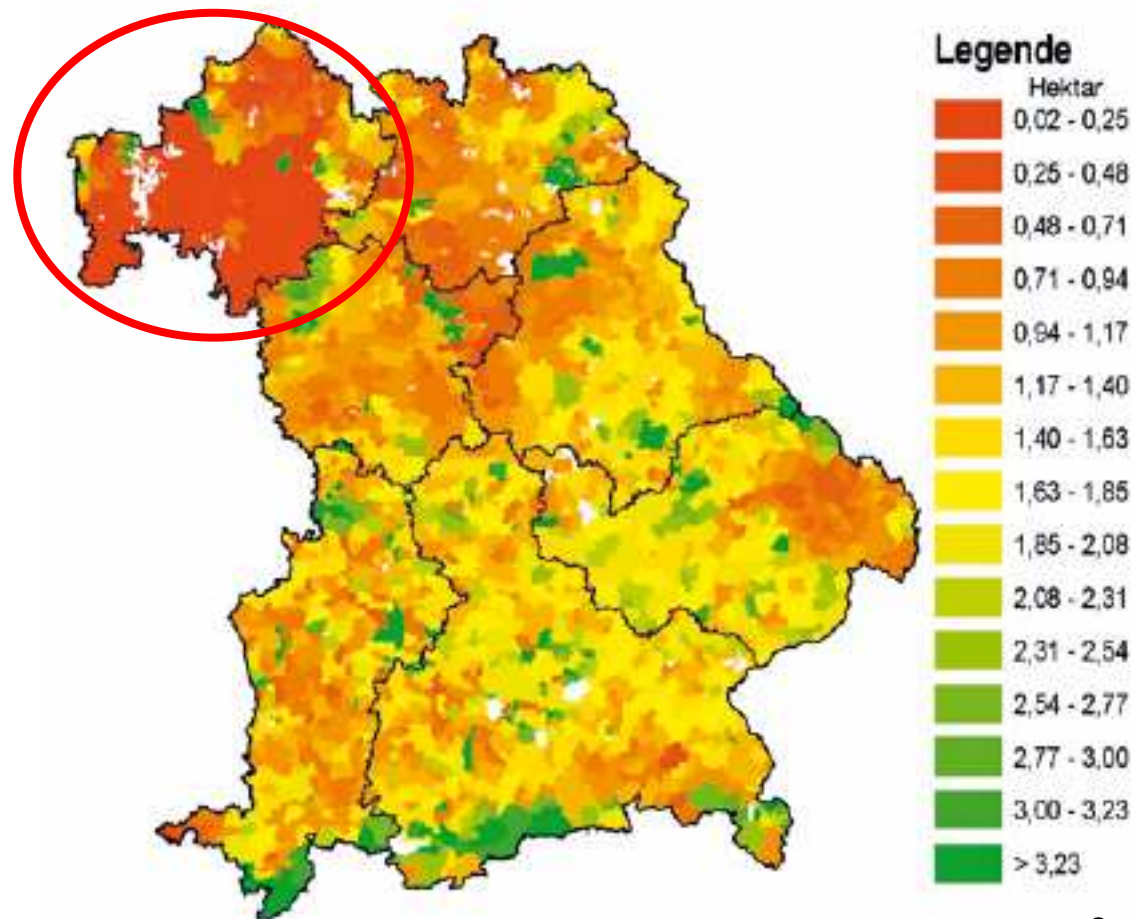 Legende
Hektar
0,02 - 0,25
0,25 - 0,48
0,48 - 0,71
0,71 - 0,94
0,94 - 1,17
1,17 - 1,40
1,40 - 1,63
1,63 - 1,85
1,85 - 2,08
2,08 - 2,31
2,31 - 2,54
2,54 - 2,77
2,77 - 3,00
3,00 - 3,23
> 3,23